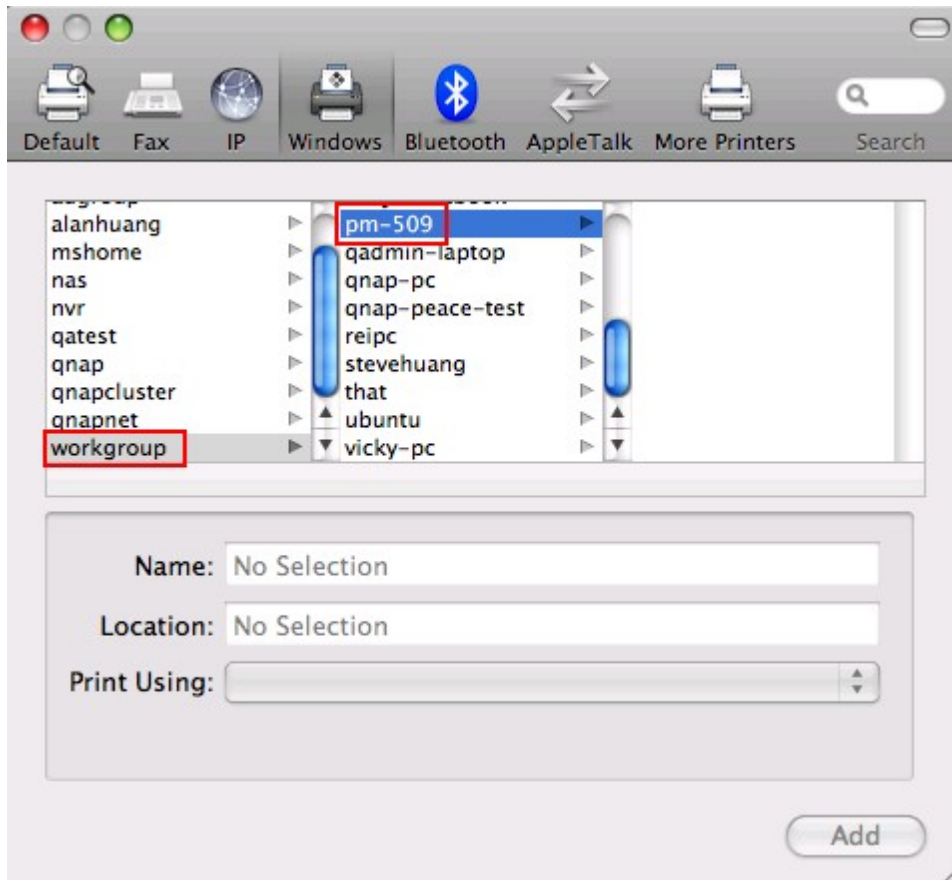 Default Fax IP Windows Bluetooth AppleTalk More Printers Search
alanhuang
mshome
nas
nvr
qatest
qnap
qnapcluster
qnapnet
workgroup
pm-509
qadmin-laptop
qnap-pc
qnap-peace-test
reipc
stevehuang
that
ubuntu
vicky-pc
Name: No Selection
Location: No Selection
Print Using:
Add